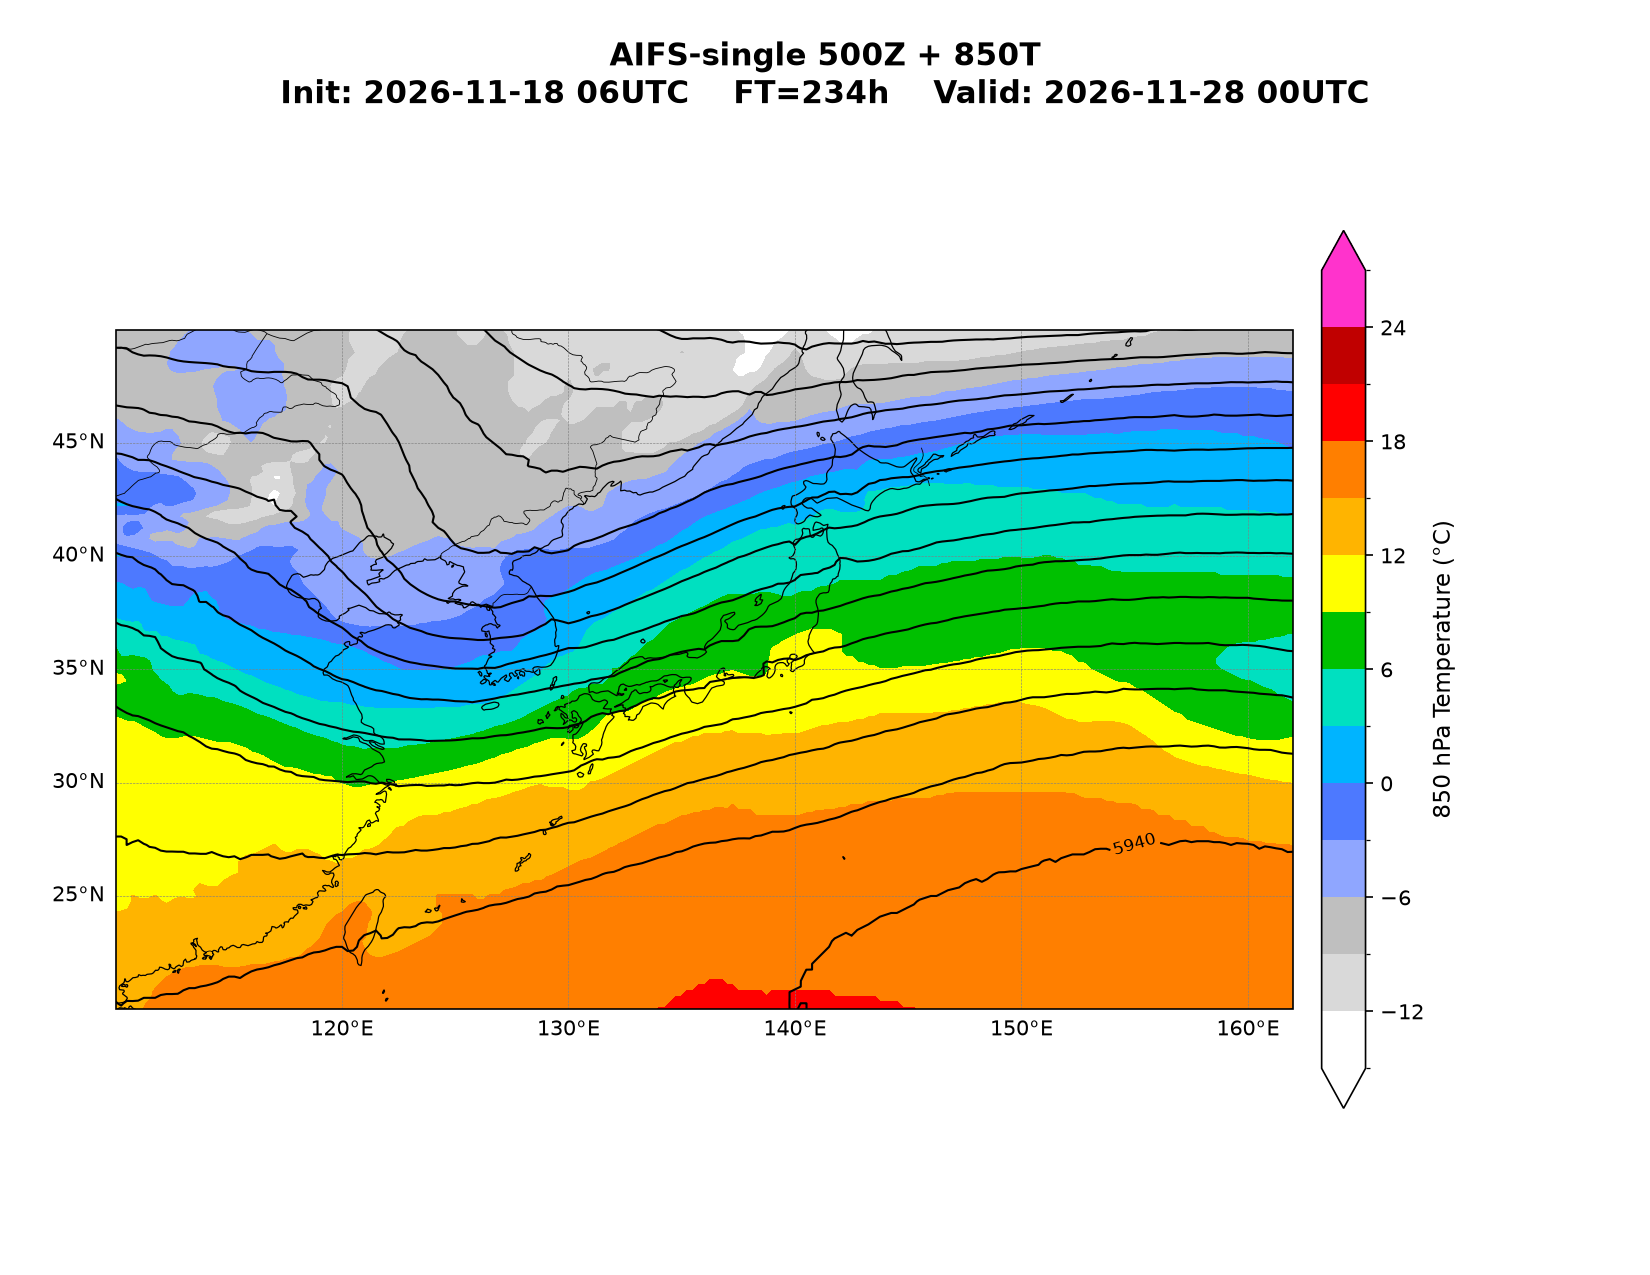 AIFS-single 500Z + 850T
Init: 2026-11-18 06UTC    FT=234h    Valid: 2026-11-28 00UTC
45°N
40°N
35°N
30°N
25°N
120°E
130°E
140°E
150°E
160°E
5940
24
18
12
6
0
−6
−12
850 hPa Temperature (°C)